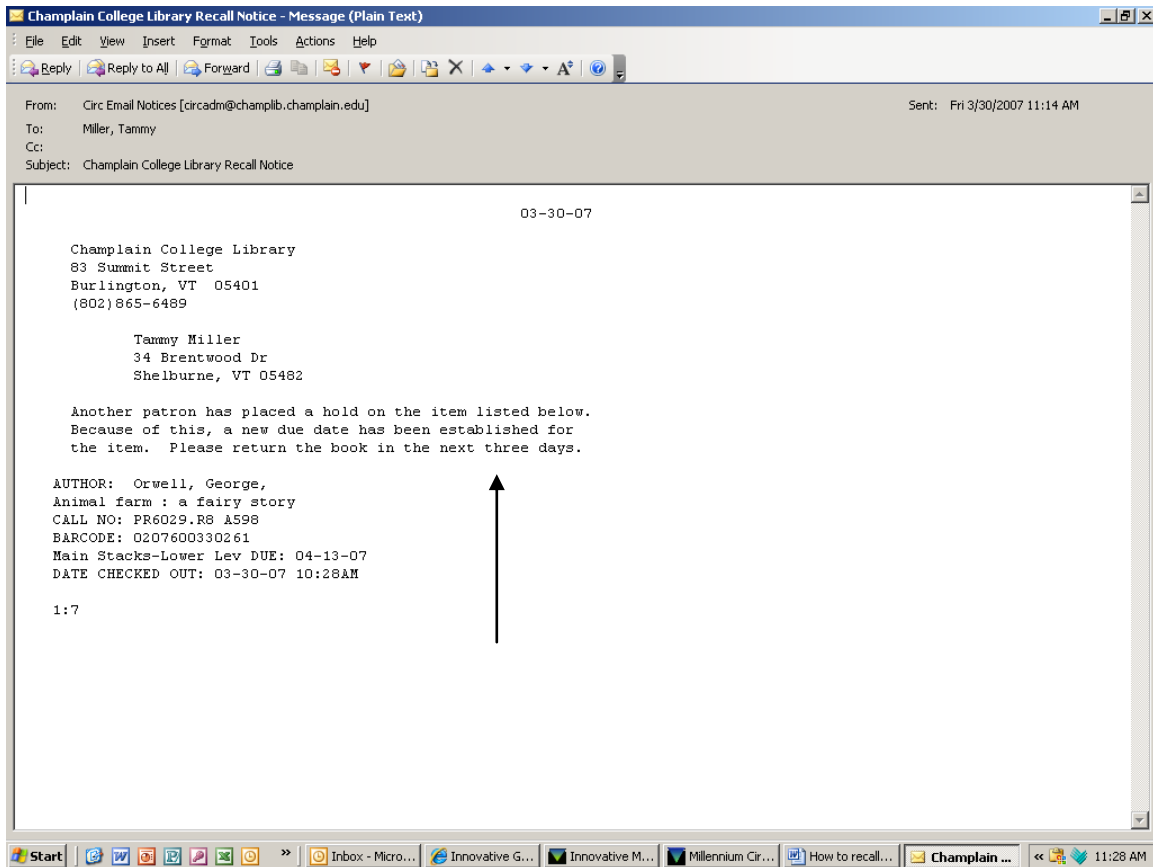 Champlain College Library Recall Notice - Message (Plain Text)
File Edit View Insert Format Tools Actions Help
Reply Reply to All Forward
From: Circ Email Notices [circadm@champlib.champlain.edu] Sent: Fri 3/30/2007 11:14 AM
To: Miller, Tammy
Cc:
Subject: Champlain College Library Recall Notice
03-30-07
Champlain College Library
83 Summit Street
Burlington, VT 05401
(802)865-6489
Tammy Miller
34 Brentwood Dr
Shelburne, VT 05482
Another patron has placed a hold on the item listed below.
Because of this, a new due date has been established for
the item. Please return the book in the next three days.
AUTHOR: Orwell, George,
Animal farm : a fairy story
CALL NO: PR6029.R8 A598
BARCODE: 0207600330261
Main Stacks-Lower Lev DUE: 04-13-07
DATE CHECKED OUT: 03-30-07 10:28AM
1:7
Start Inbox - Micro... Innovative G... Innovative M... Millennium Cir... How to recall... Champlain ... 11:28 AM